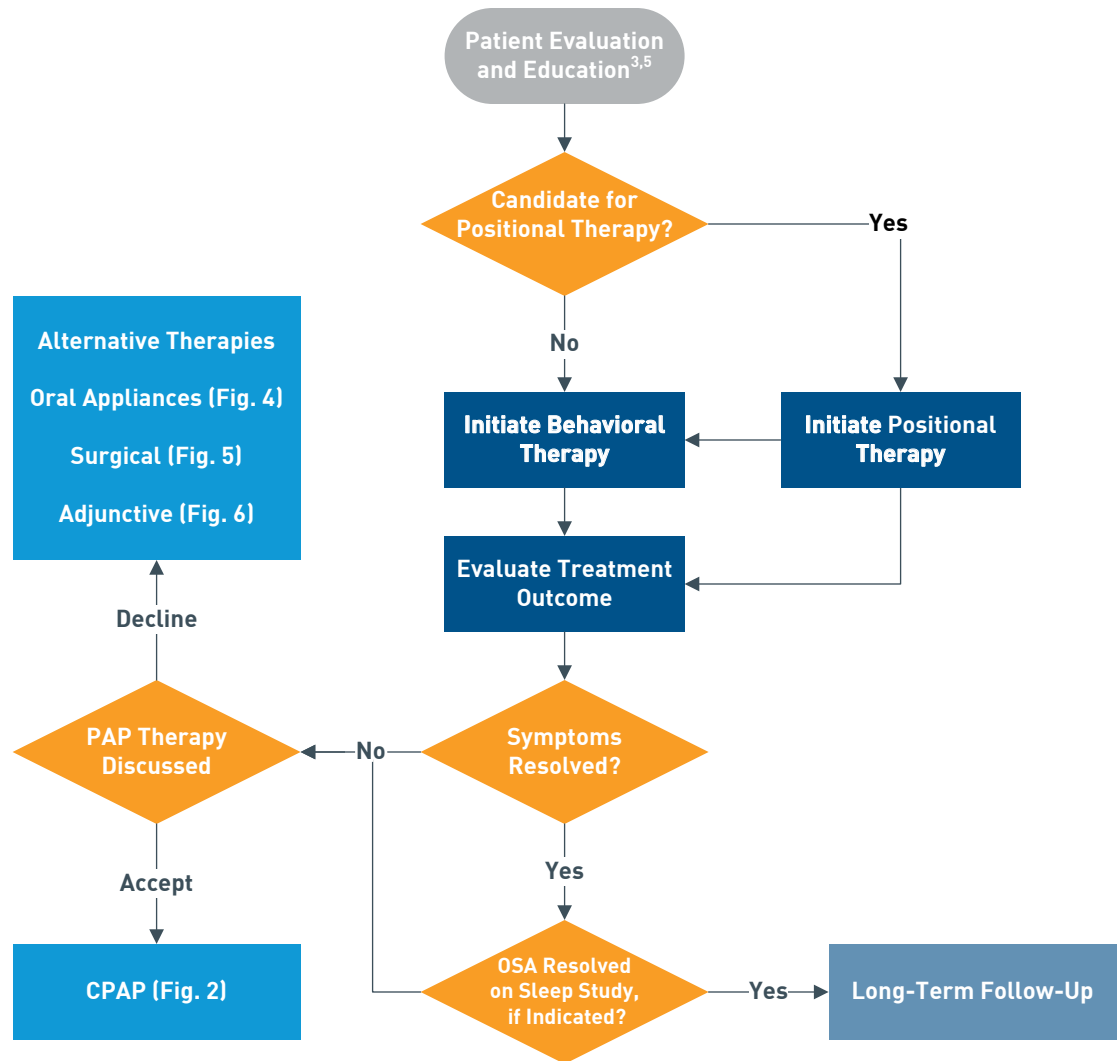 Patient Evaluation
and Education3,5
Candidate for
Positional Therapy?
Yes
No
Initiate Behavioral
Therapy
Initiate Positional
Therapy
Evaluate Treatment
Outcome
Symptoms
Resolved?
No
Yes
OSA Resolved
on Sleep Study,
if Indicated?
Yes
Long-Term Follow-Up
PAP Therapy
Discussed
Decline
Alternative Therapies
Oral Appliances (Fig. 4)
Surgical (Fig. 5)
Adjunctive (Fig. 6)
Accept
CPAP (Fig. 2)